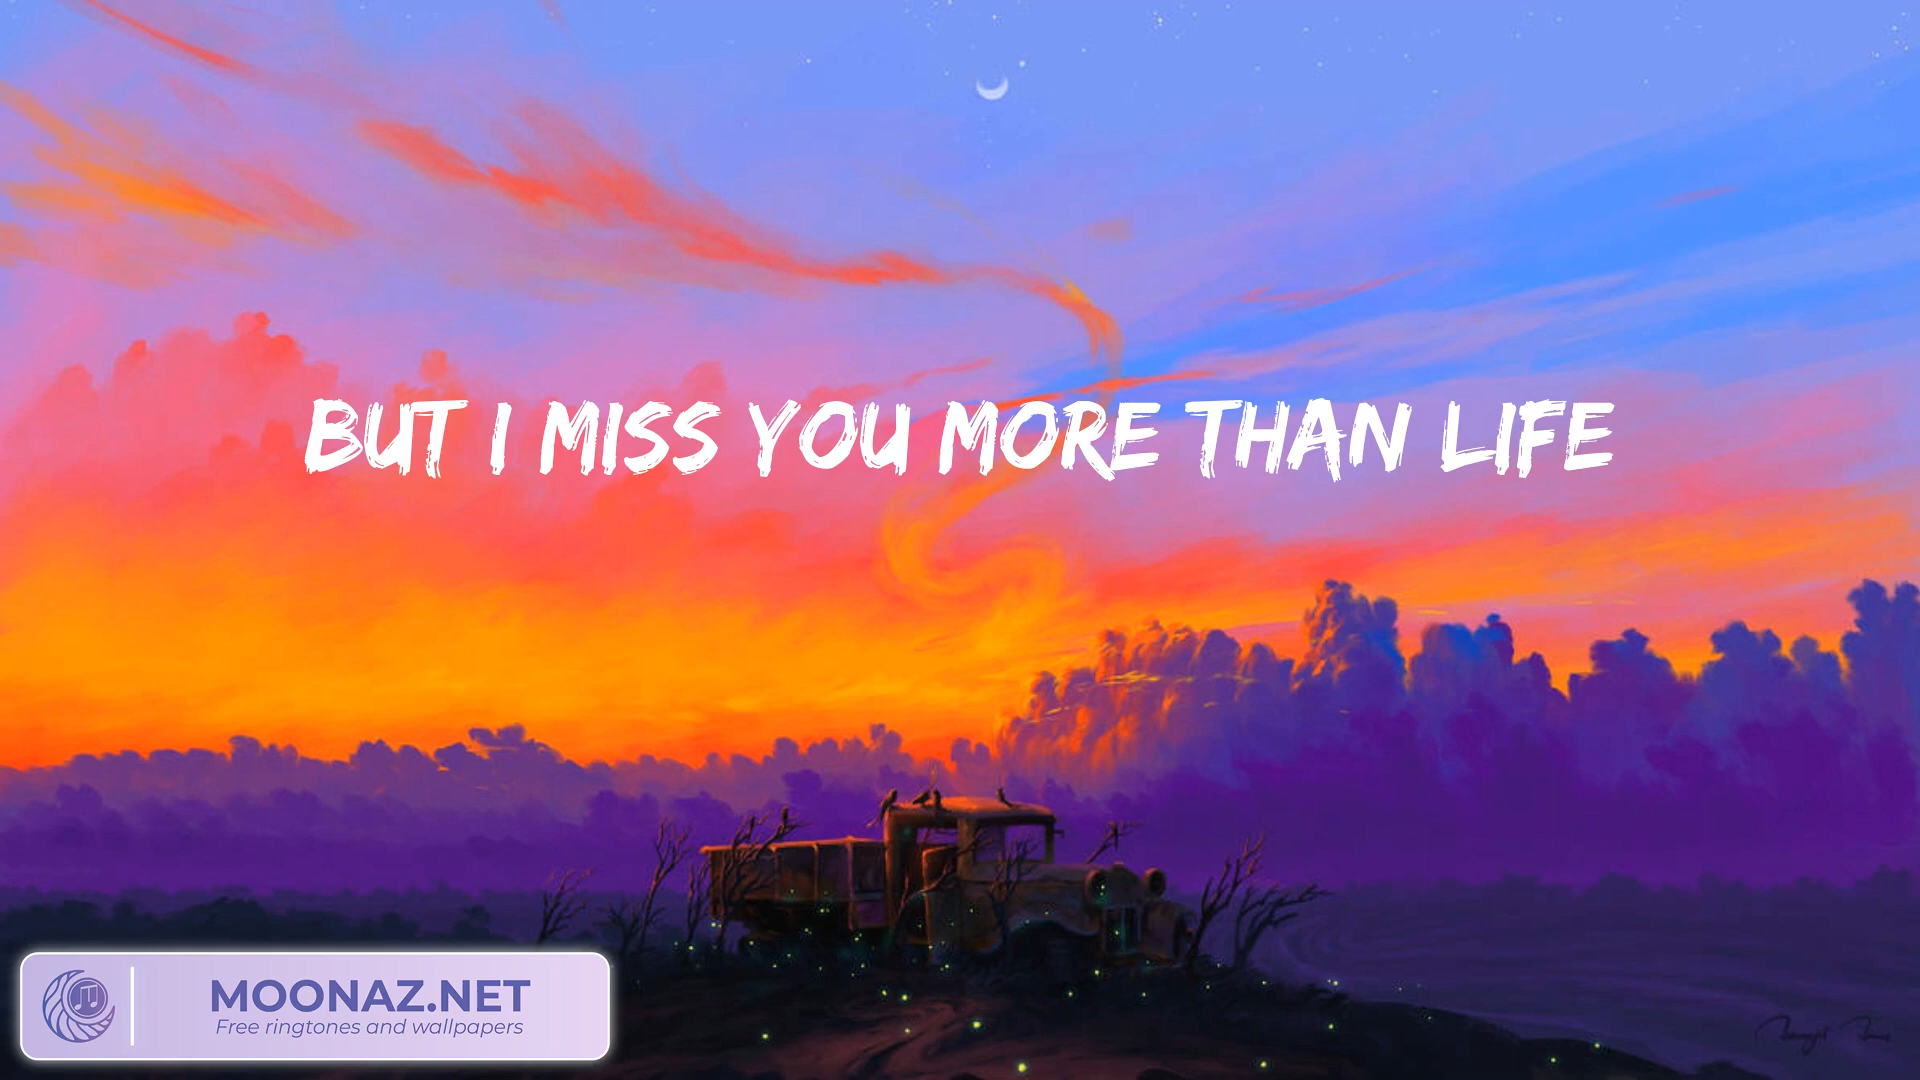 BUT I MISS YOU MORE THAN LIFE
MOONAZ.NET
Free ringtones and wallpapers